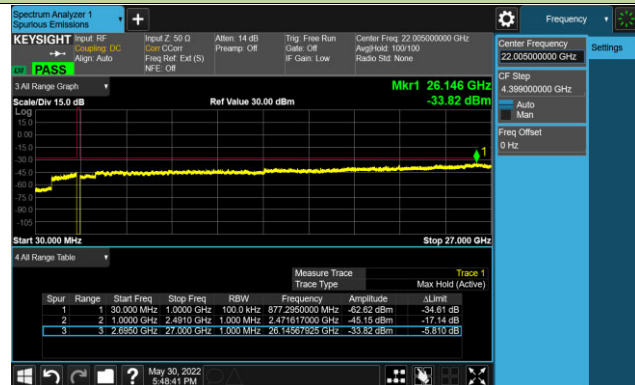 Spectrum Analyzer 1
Spurious Emissions
Frequency
KEYSIGHT Input: RF Input Z: 50 Ω Atten: 14 dB Trig: Free Run Center Freq: 22.005000000 GHz
Coupling: DC Corr CCorr Preamp: Off Gate: Off Avg|Hold: 100/100
Align: Auto Freq Ref: Ext (S) IF Gain: Low Radio Std: None
NFE: Off
PASS
Center Frequency
22.005000000 GHz
Settings
CF Step
4.399000000 GHz
Auto
Man
Freq Offset
0 Hz
3 All Range Graph
Mkr1 26.146 GHz
Scale/Div 15.0 dB Ref Value 30.00 dBm -33.82 dBm
Log
15.0
0.00
-15.0
-30.0
-45.0
-60.0
-75.0
-90.0
-105
1
Start 30.000 MHz Stop 27.000 GHz
4 All Range Table
Measure Trace Trace 1
Trace Type Max Hold (Active)
Spur Range Start Freq Stop Freq RBW Frequency Amplitude ΔLimit
1 1 30.000 MHz 1.0000 GHz 100.0 kHz 877.2950000 MHz -62.62 dBm -34.61 dB
2 2 1.0000 GHz 2.4910 GHz 1.000 MHz 2.471617000 GHz -45.15 dBm -17.14 dB
3 3 2.6950 GHz 27.000 GHz 1.000 MHz 26.14567925 GHz -33.82 dBm -5.810 dB
May 30, 2022
5:48:41 PM